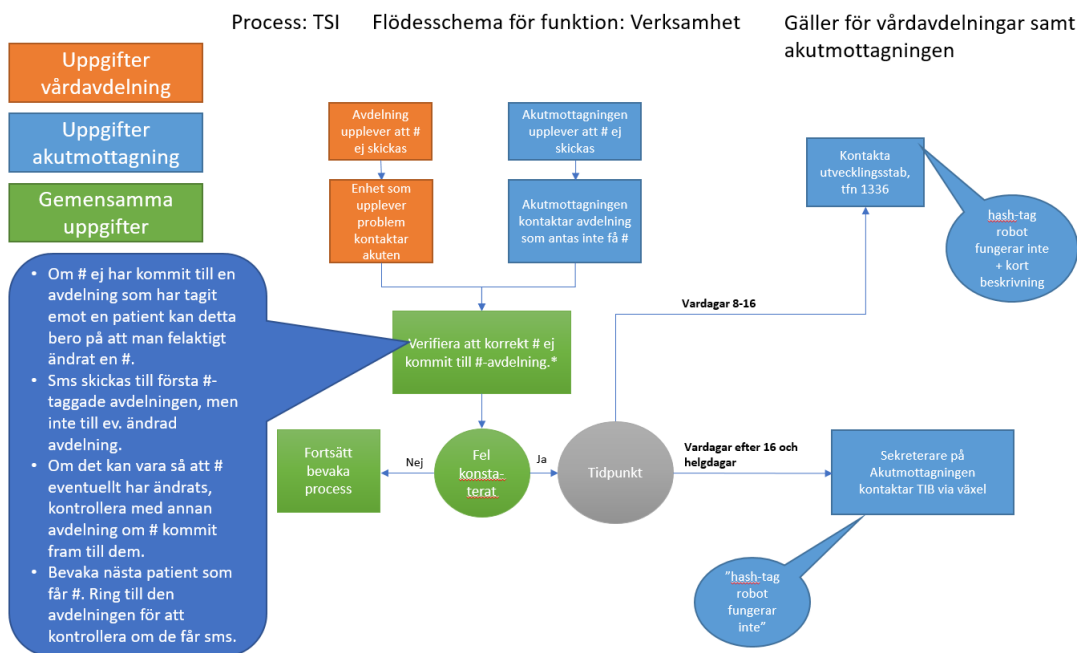 Process: TSI
Flödesschema för funktion: Verksamhet
Gäller för vårdavdelningar samt
akutmottagningen
Uppgifter
vårdavdelning
Uppgifter
akutmottagning
Gemensamma
uppgifter
Avdelning
upplever att #
ej skickas
Akutmottagningen
upplever att # ej
skickas
Enhet som
upplever
problem
kontaktar
akuten
Akutmottagningen
kontaktar avdelning
som antas inte få #
Kontakta
utvecklingsstab,
tfn 1336
hash-tag
robot
fungerar inte
+ kort
beskrivning
• Om # ej har kommit till en
avdelning som har tagit
emot en patient kan detta
bero på att man felaktigt
ändrat en #.
• Sms skickas till första #-
taggade avdelningen, men
inte till ev. ändrad
avdelning.
• Om det kan vara så att #
eventuellt har ändrats,
kontrollera med annan
avdelning om # kommit
fram till dem.
• Bevaka nästa patient som
får #. Ring till den
avdelningen för att
kontrollera om de får sms.
Verifiera att korrekt # ej
kommit till #-avdelning.*
Vardagar 8-16
Fortsätt
bevaka
process
Nej
Fel
konsta-
terat
Ja
Tidpunkt
Vardagar efter 16 och
helgdagar
Sekreterare på
Akutmottagningen
kontaktar TIB via växel
”hash-tag
robot
fungerar
inte”